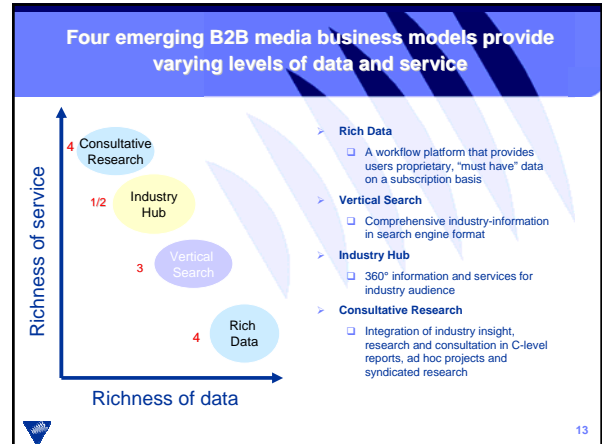 Four emerging B2B media business models provide
varying levels of data and service
Richness of service
4 Consultative
Research
1/2 Industry
Hub
3 Vertical
Search
4 Rich
Data
Richness of data
Rich Data
A workflow platform that provides
users proprietary, “must have” data
on a subscription basis
Vertical Search
Comprehensive industry-information
in search engine format
Industry Hub
360° information and services for
industry audience
Consultative Research
Integration of industry insight,
research and consultation in C-level
reports, ad hoc projects and
syndicated research
13